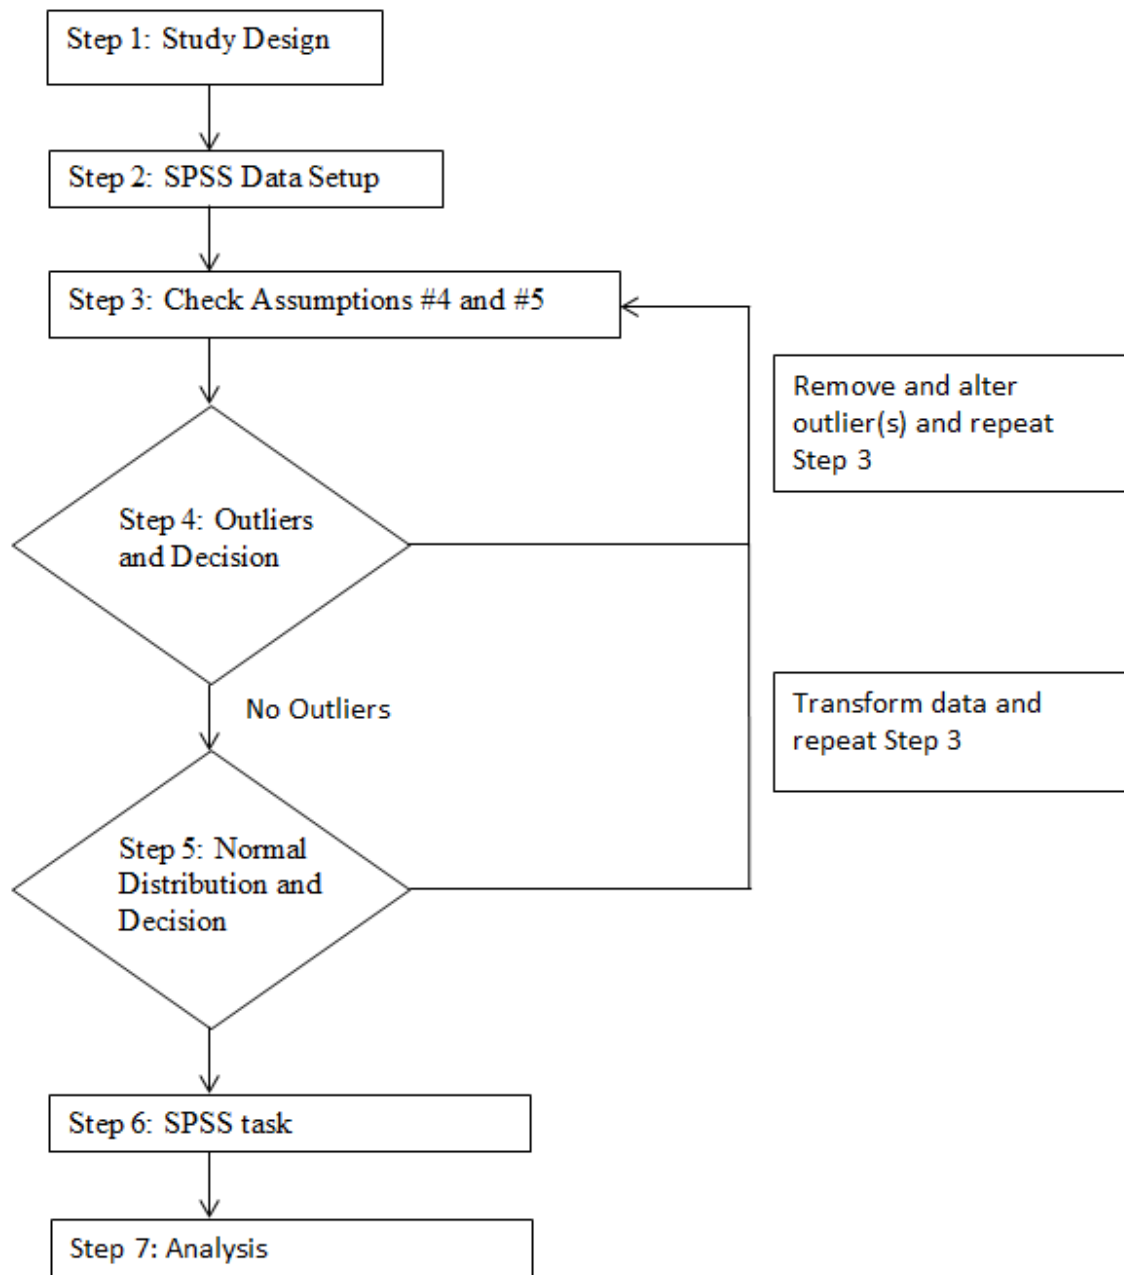 Step 1: Study Design
Step 2: SPSS Data Setup
Step 3: Check Assumptions #4 and #5
Remove and alter
outlier(s) and repeat
Step 3
Step 4: Outliers
and Decision
No Outliers
Transform data and
repeat Step 3
Step 5: Normal
Distribution and
Decision
Step 6: SPSS task
Step 7: Analysis